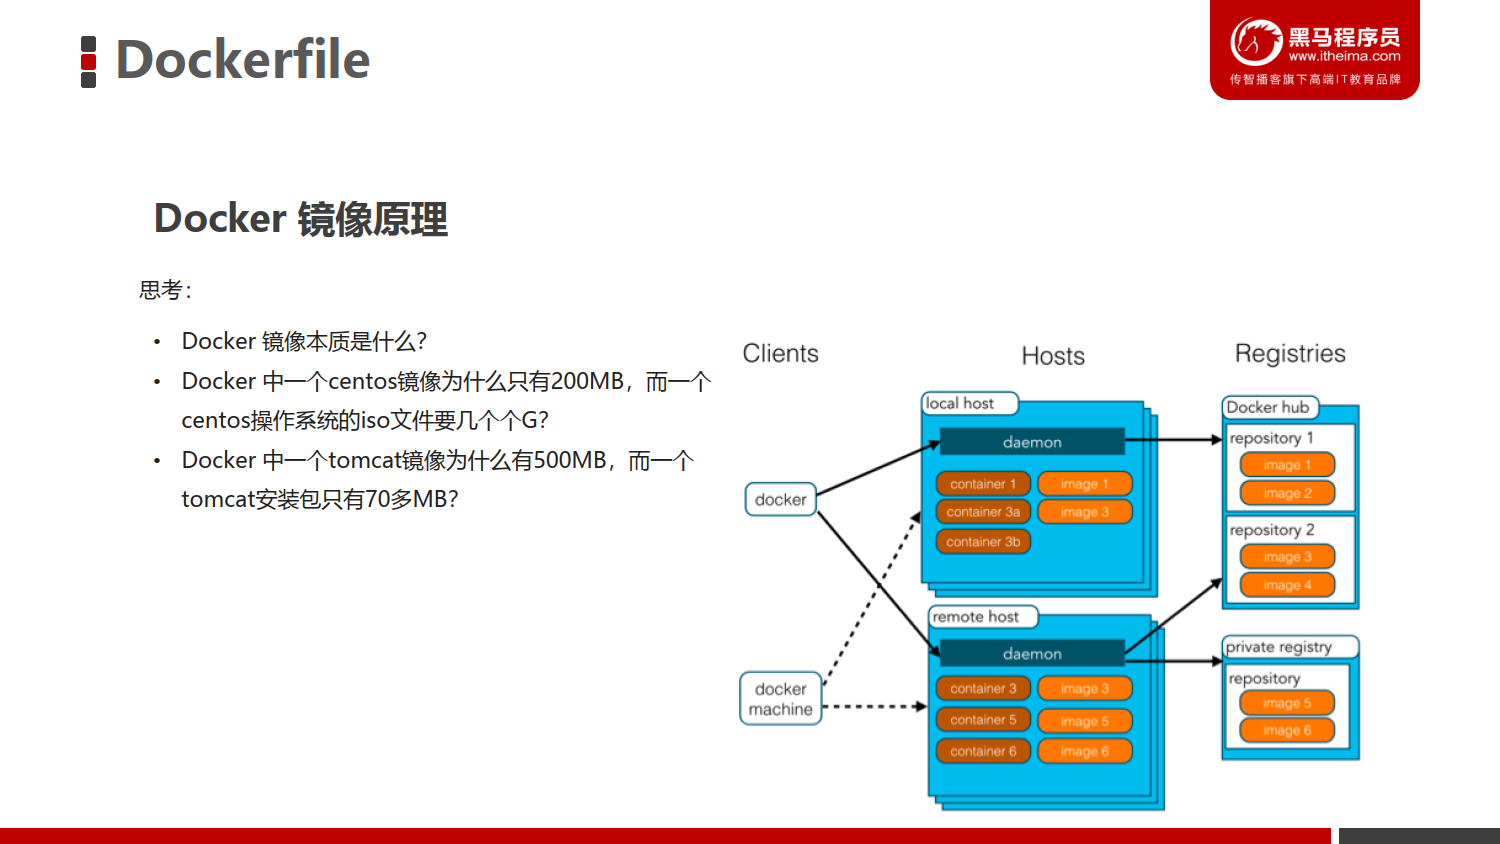 Dockerfile
黑马程序员
www.itheima.com
传智播客旗下高端IT教育品牌
Docker 镜像原理
思考：
• Docker 镜像本质是什么？
• Docker 中一个centos镜像为什么只有200MB，而一个
centos操作系统的iso文件要几个个G？
• Docker 中一个tomcat镜像为什么有500MB，而一个
tomcat安装包只有70多MB？
Clients
Hosts
Registries
docker
docker
machine
local host
daemon
container 1
image 1
container 3a
image 3
container 3b
remote host
daemon
container 3
image 3
container 5
image 5
container 6
image 6
Docker hub
repository 1
image 1
image 2
repository 2
image 3
image 4
private registry
repository
image 5
image 6